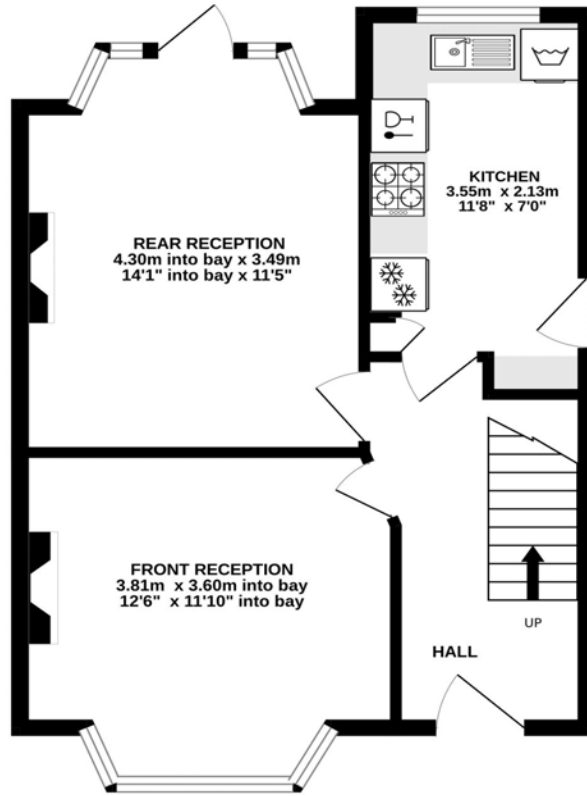 KITCHEN
3.55m x 2.13m
11'8" x 7'0"
REAR RECEPTION
4.30m into bay x 3.49m
14'1" into bay x 11'5"
FRONT RECEPTION
3.81m x 3.60m into bay
12'6" x 11'10" into bay
UP
HALL